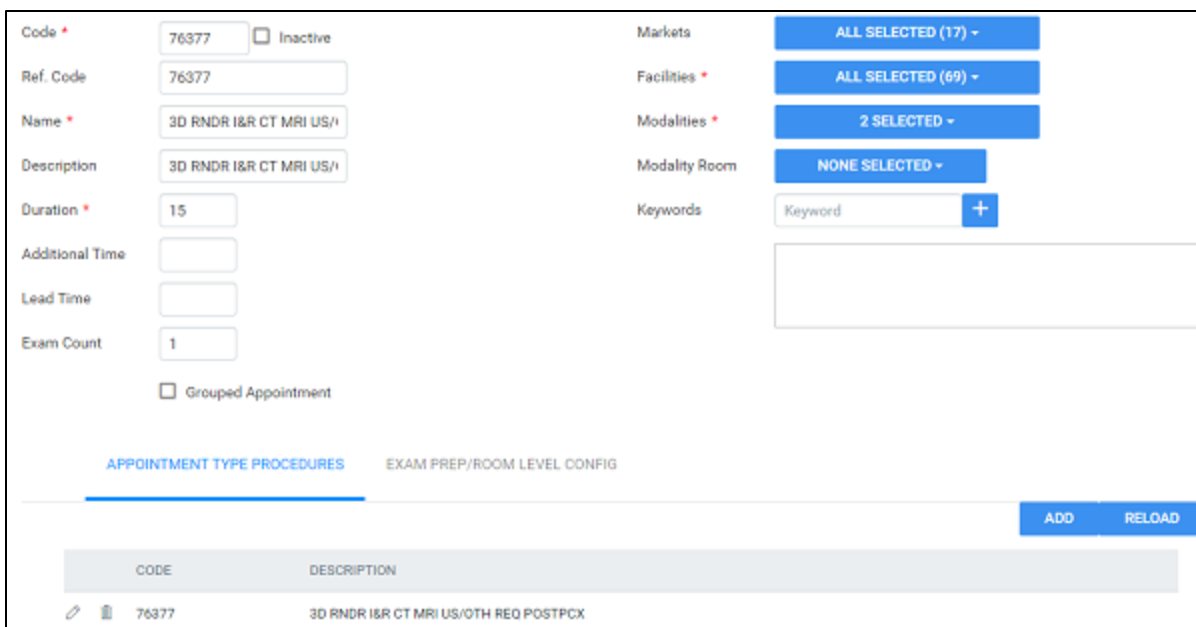 Code * 76377 Inactive Markets ALL SELECTED (17)
Ref. Code 76377 Facilities * ALL SELECTED (69)
Name * 3D RNDR I&R CT MRI US/ Modalities * 2 SELECTED
Description 3D RNDR I&R CT MRI US/ Modality Room NONE SELECTED
Duration * 15 Keywords Keyword +
Additional Time
Lead Time
Exam Count 1
Grouped Appointment
APPOINTMENT TYPE PROCEDURES EXAM PREP/ROOM LEVEL CONFIG
ADD RELOAD
CODE DESCRIPTION
76377 3D RNDR I&R CT MRI US/OTH REQ POSTPCX